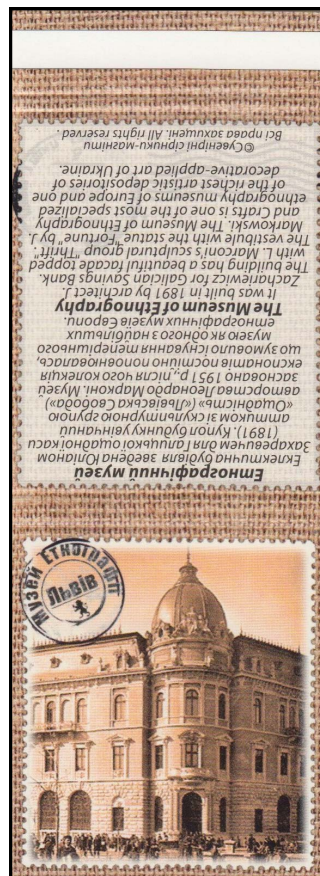 Етнографічний музей
Еклектична будівля зведена Юліаном
Захаревичем для Галицької ощадної каси
(1891). Купол будинку увінчаний
аттиком зі скульптурною групою
«Ощадність» («Львівська Свобода»)
авторства Леонардо Марконі. Музей
засновано 1951 р., після чого колекція
експонатів постійно поповнювалась,
що зумовило існування теперішнього
музею як одного з найбільших
етнографічних музеїв Європи.
The Museum of Ethnography
It was built in 1891 by architect J.
Zachariewicz for Galician Savings Bank.
The building has a beautiful facade topped
with L. Marconi's sculptural group "Thrift",
The vestibule with the statue "Fortune" by J.
Markowski. The Museum of Ethnography
and Crafts is one of the most specialized
ethnography museums of Europe and one
of the richest artistic depositories of
decorative-applied art of Ukraine.
©Сувенірні сірники-магніти
Всі права захищені. All rights reserved.
Музей Етнографії
Львів